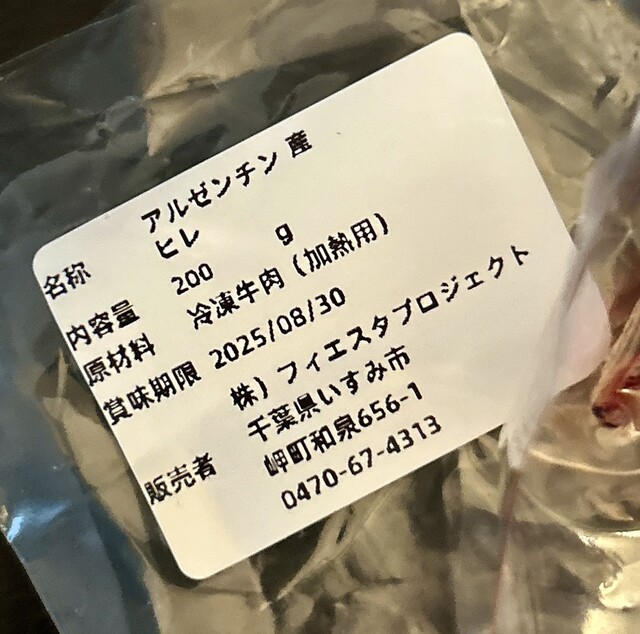 アルゼンチン 産
名称 ヒレ
内容量 200 g
原材料 冷凍牛肉（加熱用）
賞味期限 2025/08/30
株）フィエスタプロジェクト
千葉県いすみ市
販売者 岬町和泉656-1
0470-67-4313